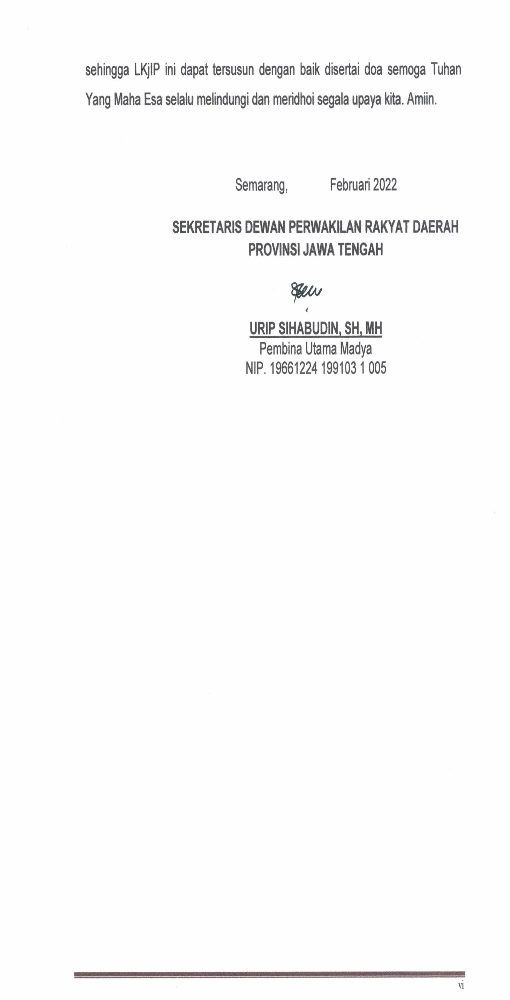 sehingga LKjIP ini dapat tersusun dengan baik disertai doa semoga Tuhan
Yang Maha Esa selalu melindungi dan meridhoi segala upaya kita. Amiin.
Semarang, Februari 2022
SEKRETARIS DEWAN PERWAKILAN RAKYAT DAERAH
PROVINSI JAWA TENGAH
URIP SIHABUDIN, SH, MH
Pembina Utama Madya
NIP. 19661224 199103 1 005
vi